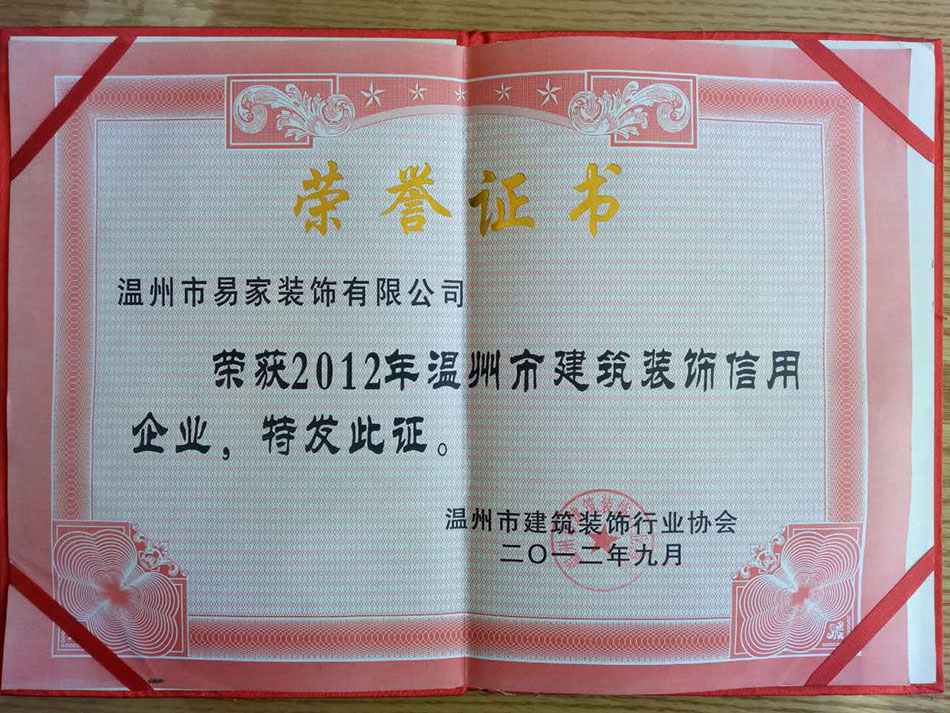 荣誉证书
温州市易家装饰有限公司
荣获2012年温州市建筑装饰信用
企业，特发此证。
温州市建筑装饰行业协会
二〇一二年九月